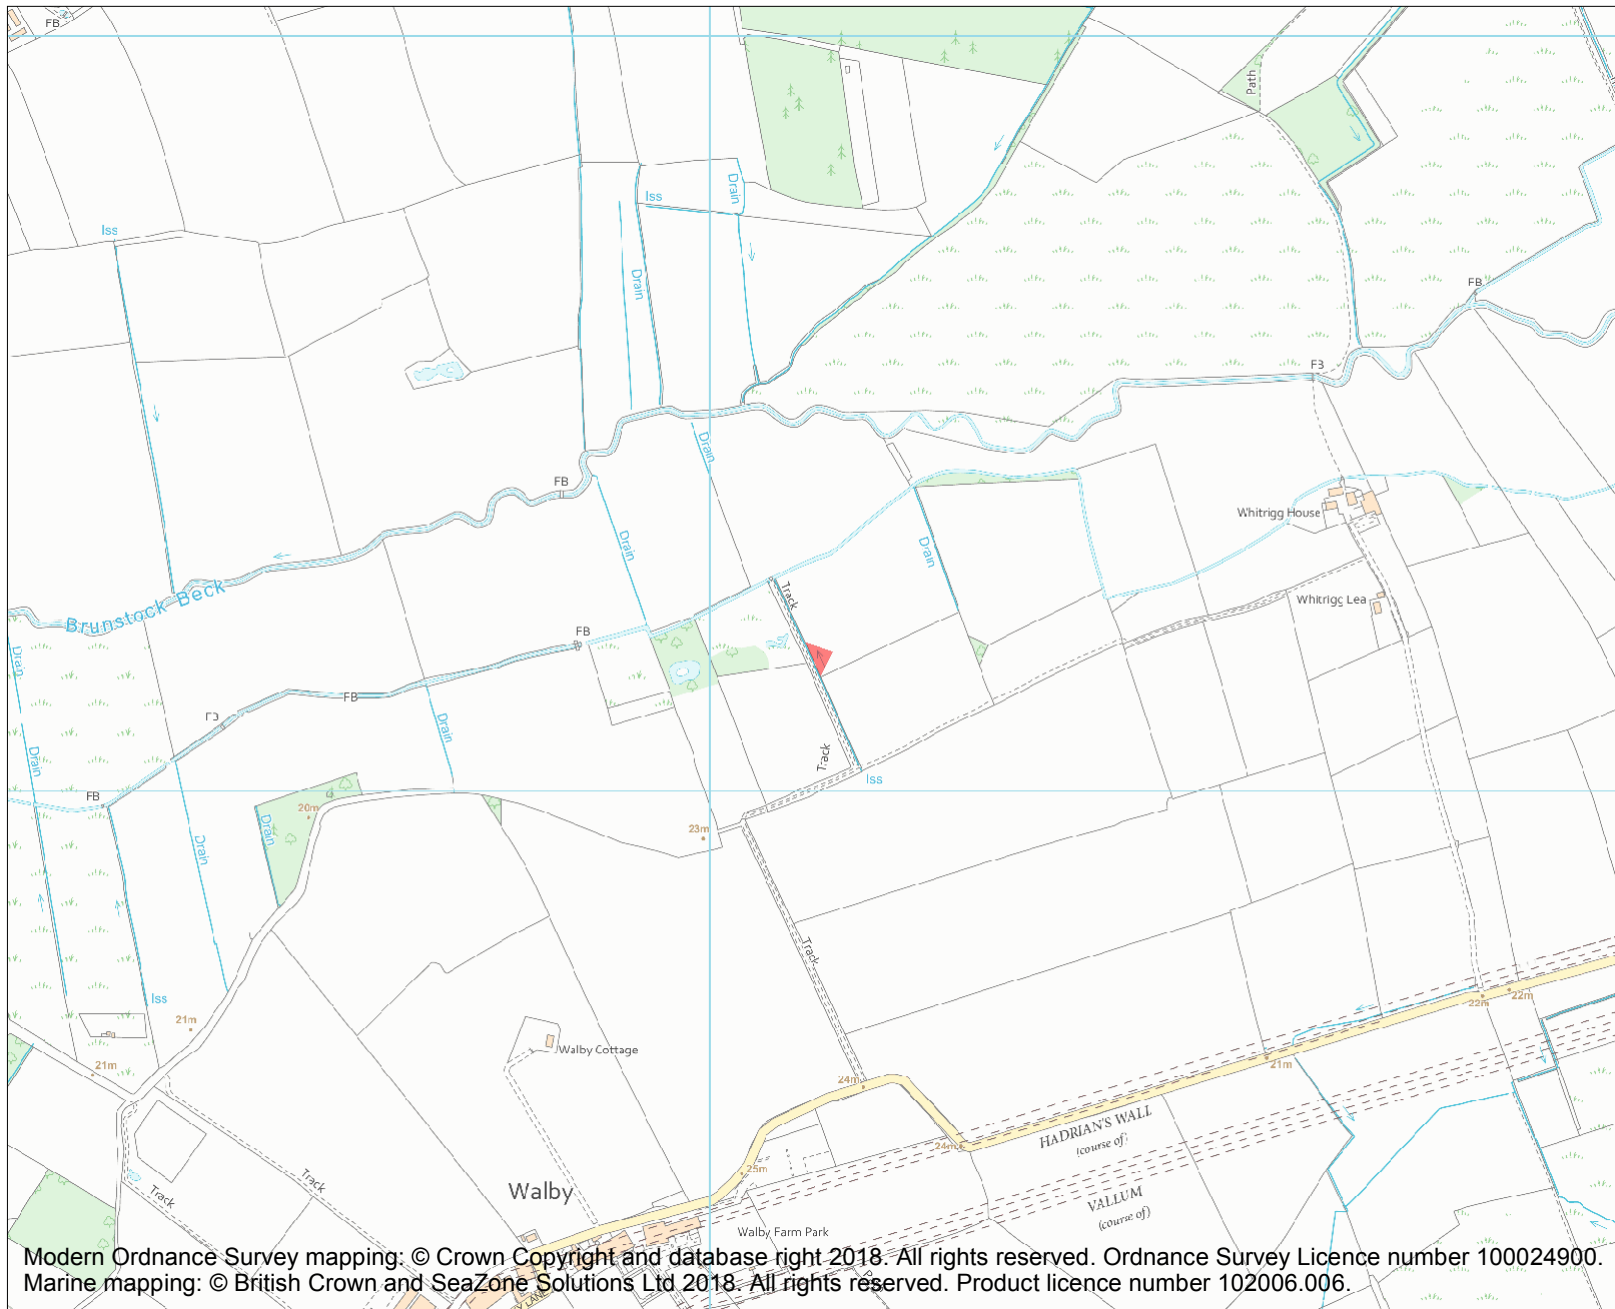 FB
Path
Iss
Drain
Iss
Drain
FB
F3
Drain
FB
Whitrigg House
Drain
Drain
Brunstock Beck
Track
Whitrigg Lea
FB
Drain
FB
Drain
Drain
Track
Iss
FB
20m
Drain
23m
Drain
Track
Iss
21m
22m
22m
Walby Cottage
21m
21m
24m
HADRIAN'S WALL
(course of)
24m
25m
Track
Track
Walby
VALLUM
(course of)
Walby Farm Park
Modern Ordnance Survey mapping: © Crown Copyright and database right 2018. All rights reserved. Ordnance Survey Licence number 100024900.
Marine mapping: © British Crown and SeaZone Solutions Ltd 2018. All rights reserved. Product licence number 102006.006.